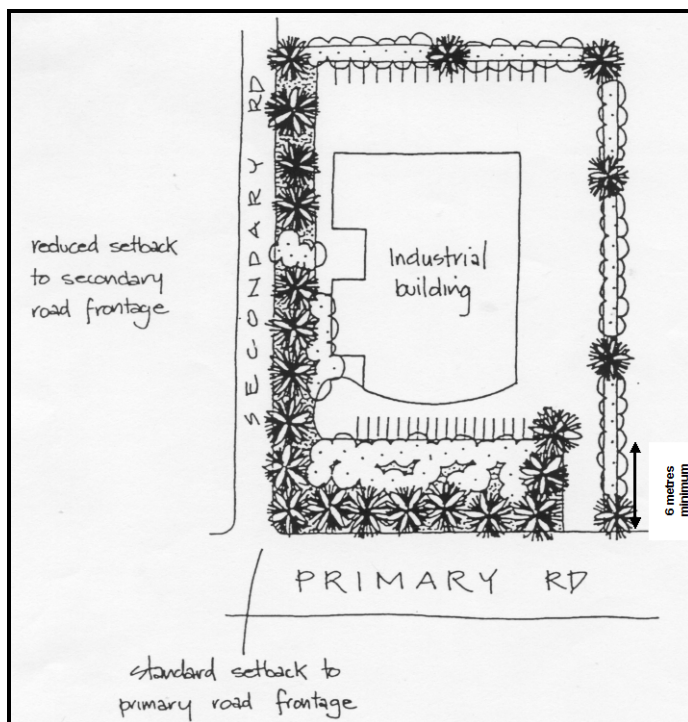 SECONDARY RD
reduced setback
to secondary
road frontage
Industrial
building
6 metres
minimum
PRIMARY RD
standard setback to
primary road frontage